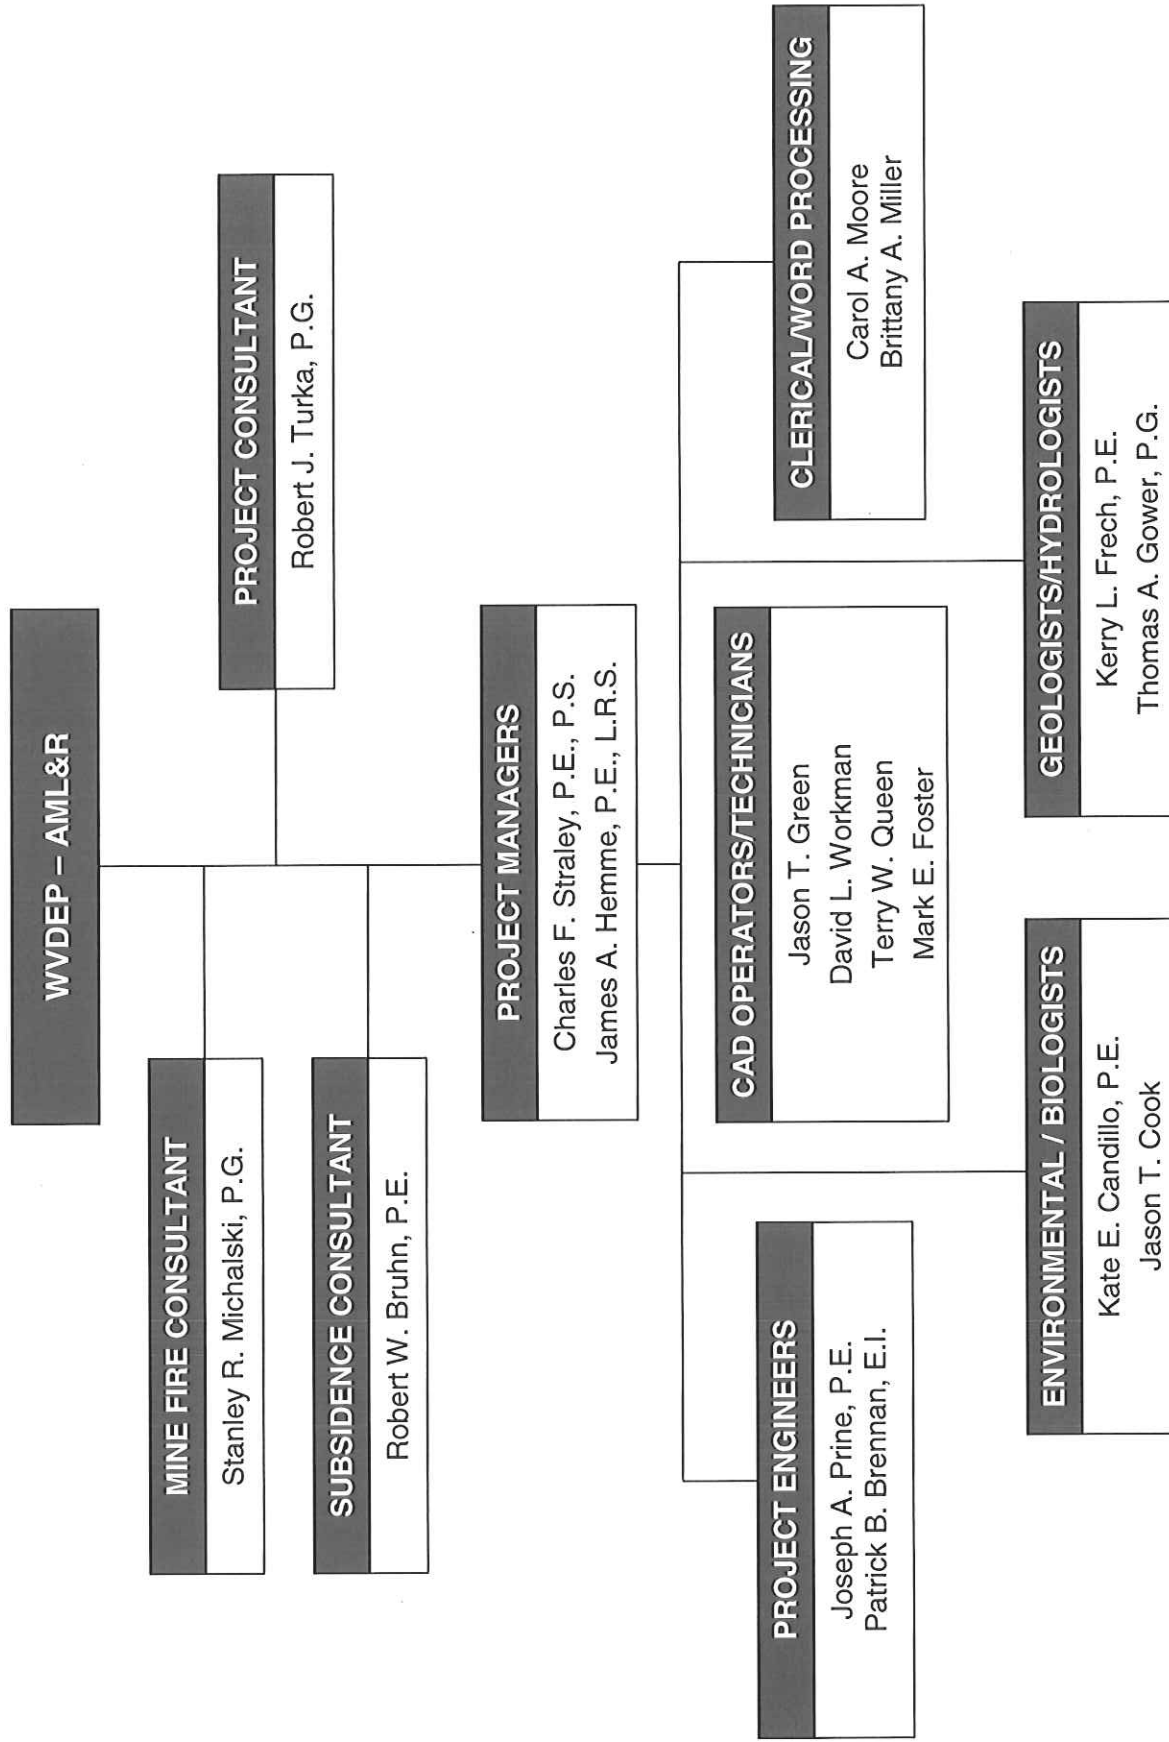 WVDEP – AML&R
MINE FIRE CONSULTANT
Stanley R. Michalski, P.G.
PROJECT CONSULTANT
Robert J. Turka, P.G.
SUBSIDENCE CONSULTANT
Robert W. Bruhn, P.E.
PROJECT MANAGERS
Charles F. Straley, P.E., P.S.
James A. Hemme, P.E., L.R.S.
PROJECT ENGINEERS
Joseph A. Prine, P.E.
Patrick B. Brennan, E.I.
CAD OPERATORS/TECHNICIANS
Jason T. Green
David L. Workman
Terry W. Queen
Mark E. Foster
CLERICAL/WORD PROCESSING
Carol A. Moore
Brittany A. Miller
ENVIRONMENTAL / BIOLOGISTS
Kate E. Candillo, P.E.
Jason T. Cook
GEOLOGISTS/HYDROLOGISTS
Kerry L. Frech, P.E.
Thomas A. Gower, P.G.